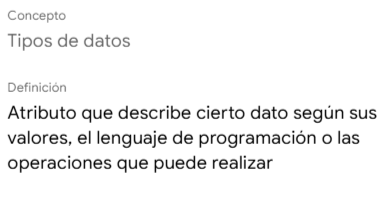 Concepto
Tipos de datos
Definición
Atributo que describe cierto dato según sus
valores, el lenguaje de programación o las
operaciones que puede realizar